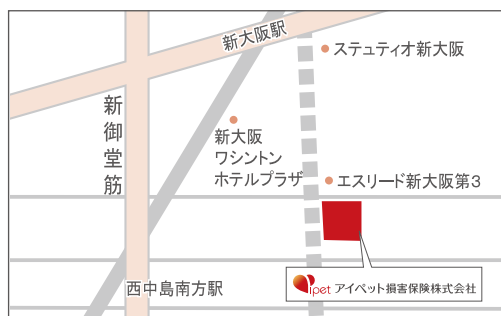 新大阪駅
ステュティオ新大阪
新御堂筋
新大阪
ワシントン
ホテルプラザ
エスリード新大阪第3
西中島南方駅
ipet アイペット損害保険株式会社